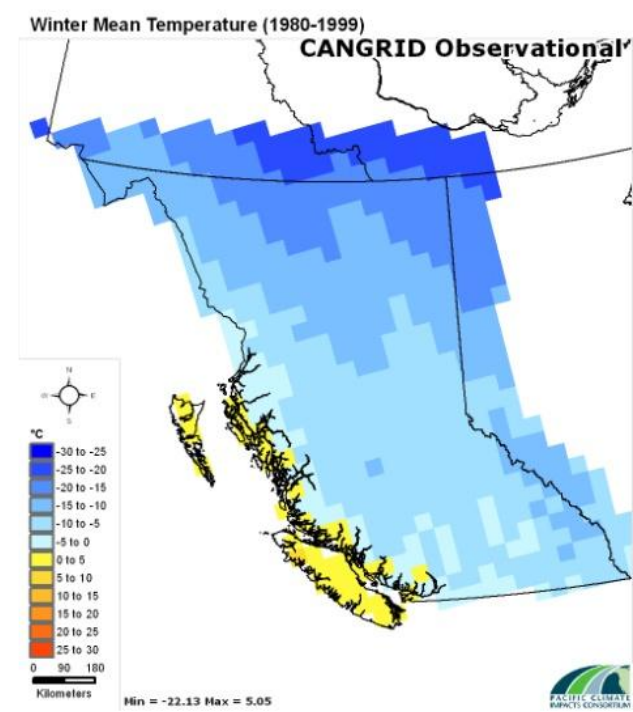 Winter Mean Temperature (1980-1999)
CANGRID Observational
N
E
S
°C
-30 to -25
-25 to -20
-20 to -15
-15 to -10
-10 to -5
-5 to 0
0 to 5
5 to 10
10 to 15
15 to 20
20 to 25
25 to 30
0 90 180
Kilometers
Min = -22.13 Max = 5.05
PACIFIC CLIMATE
IMPACTS CONSORTIUM